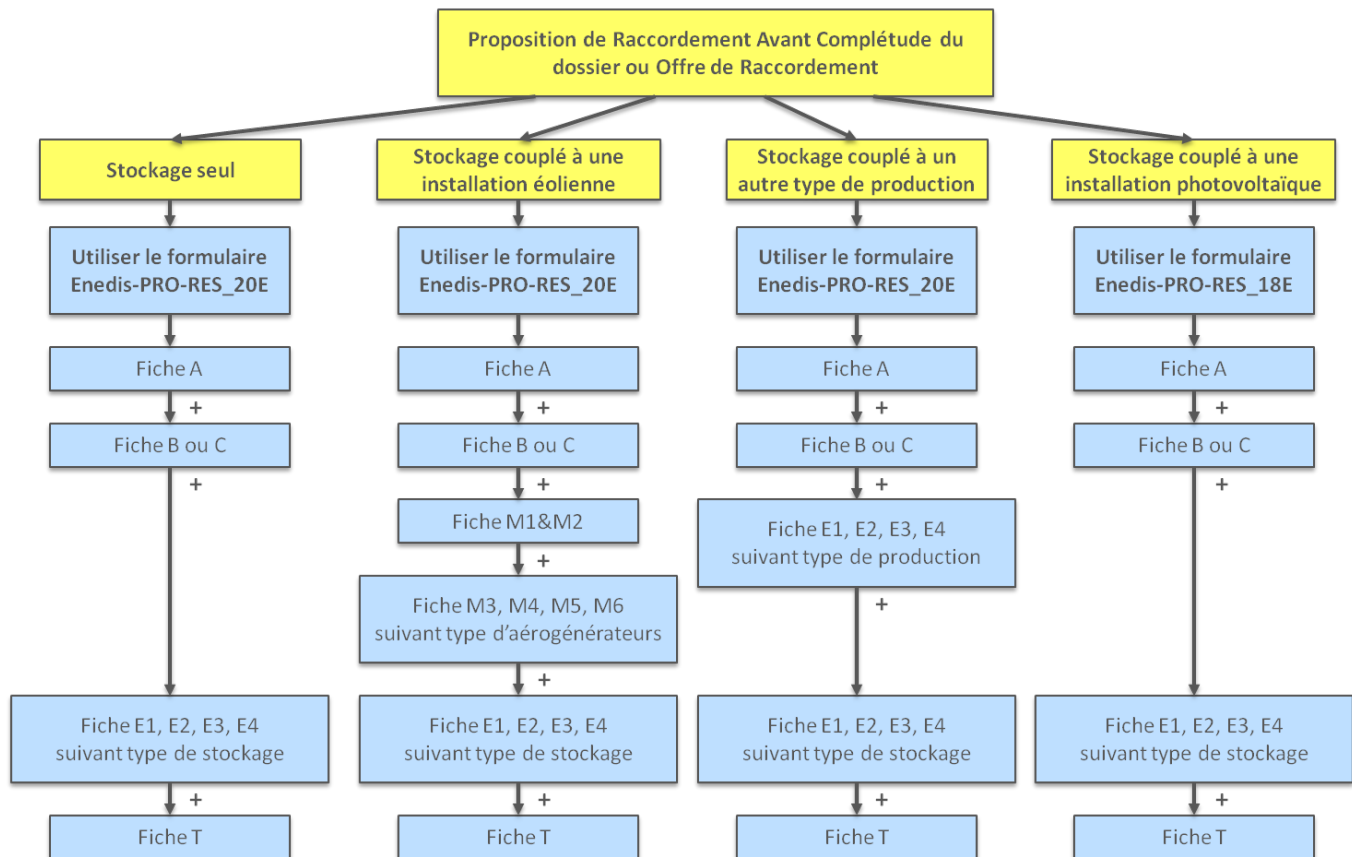 Proposition de Raccordement Avant Complétude du
dossier ou Offre de Raccordement
Stockage seul
Stockage couplé à une
installation éolienne
Stockage couplé à un
autre type de production
Stockage couplé à une
installation photovoltaïque
Utiliser le formulaire
Enedis-PRO-RES_20E
Utiliser le formulaire
Enedis-PRO-RES_20E
Utiliser le formulaire
Enedis-PRO-RES_20E
Utiliser le formulaire
Enedis-PRO-RES_18E
Fiche A
Fiche A
Fiche A
Fiche A
+
+
+
+
Fiche B ou C
Fiche B ou C
Fiche B ou C
Fiche B ou C
+
+
+
+
Fiche M1&M2
Fiche E1, E2, E3, E4
suivant type de production
+
Fiche M3, M4, M5, M6
suivant type d'aérogénérateurs
+
+
Fiche E1, E2, E3, E4
suivant type de stockage
Fiche E1, E2, E3, E4
suivant type de stockage
Fiche E1, E2, E3, E4
suivant type de stockage
Fiche E1, E2, E3, E4
suivant type de stockage
+
+
+
+
Fiche T
Fiche T
Fiche T
Fiche T